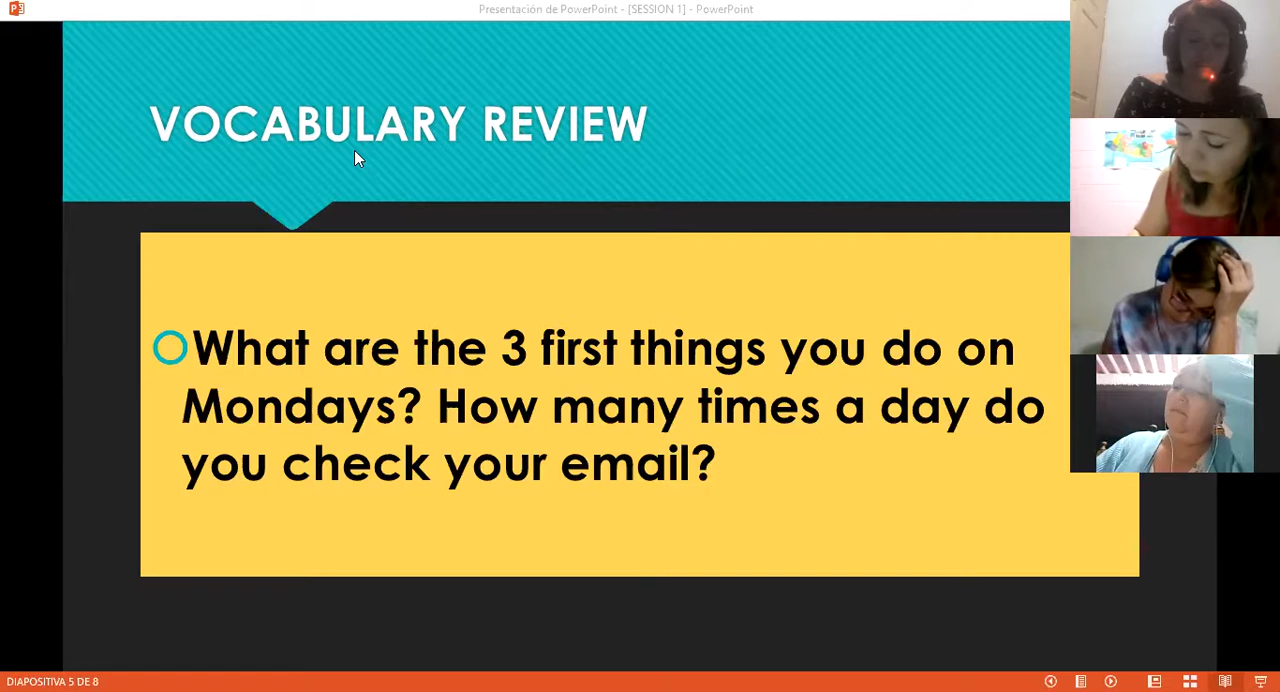 Presentación de PowerPoint - [SESSION 1] - PowerPoint
VOCABULARY REVIEW
What are the 3 first things you do on
Mondays? How many times a day do
you check your email?
DIAPOSITIVA 5 DE 8